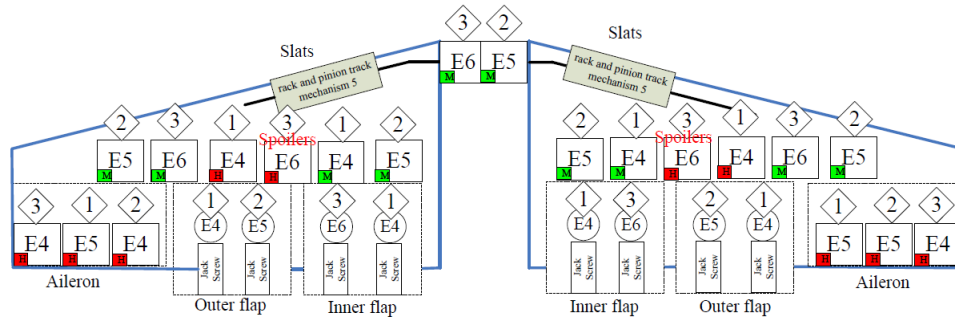 3 2
Slats Slats
E6 E5
M M
rack and pinion track mechanism 5
rack and pinion track mechanism 5
2 3 1 3 1 2
Spoilers
E5 E6 E4 E6 E4 E5
M M H H M M
2 1 3 1 3 2
Spoilers
E5 E4 E6 E4 E6 E5
M M H H M M
3 1 2
E4 E5 E4
H H H
Aileron
1 2
E4 E5
Jack Screw Jack Screw
Outer flap
3 1
E6 E4
Jack Screw Jack Screw
Inner flap
1 3
E4 E6
Jack Screw Jack Screw
Inner flap
2 1
E5 E4
Jack Screw Jack Screw
Outer flap
1 2 3
E5 E5 E4
H H H
Aileron